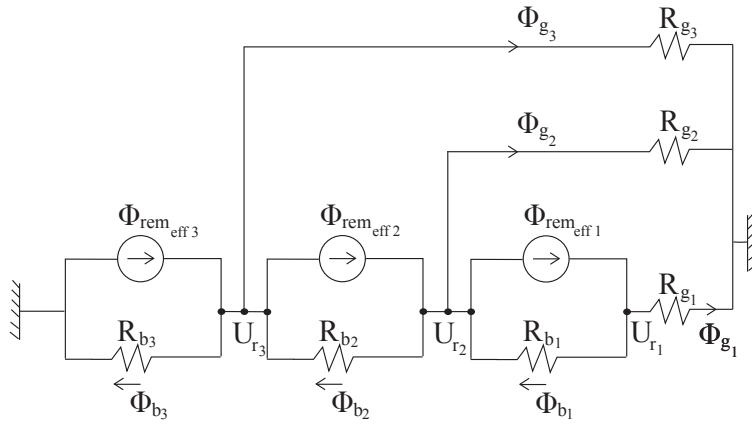 Φg3 Rg3
Φg2 Rg2
Φrem eff 3 Φrem eff 2 Φrem eff 1
Rg1
Rb3 Ur3 Rb2 Ur2 Rb1 Ur1 Φg1
Φb3 Φb2 Φb1